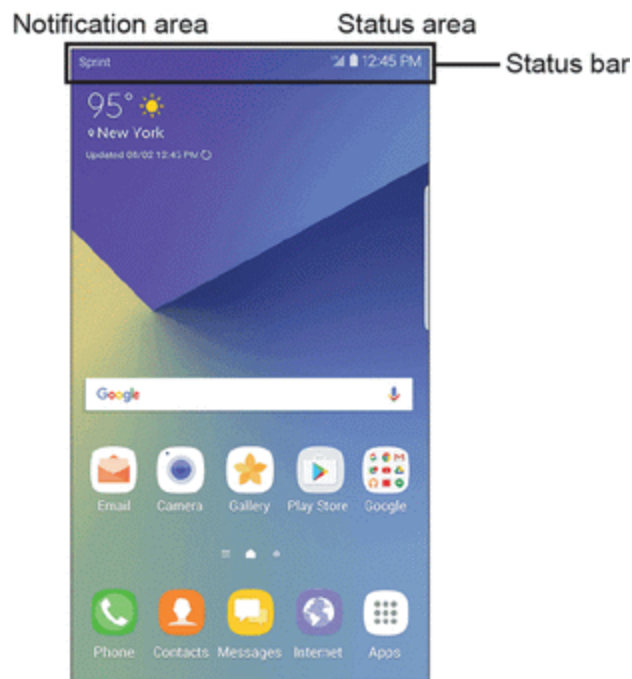 Notification area Status area
Sprint 12:45 PM
Status bar
95°
New York
Updated 08/02 12:45 PM
Google
Email Camera Gallery Play Store Google
Phone Contacts Messages Internet Apps